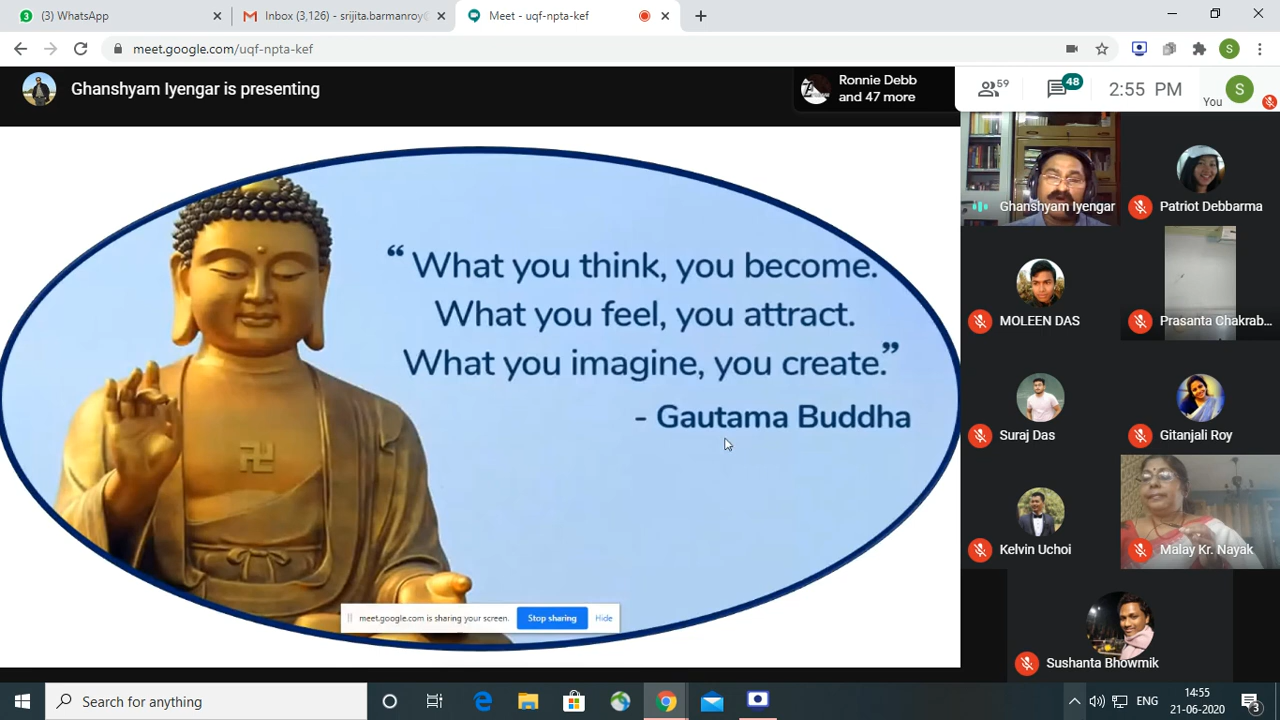 (3) WhatsApp
Inbox (3,126) - srijita.barmanroy@
Meet - uqf-npta-kef
meet.google.com/uqf-npta-kef
S
Ghanshyam Iyengar is presenting
Ronnie Debb
and 47 more
59
48
2:55 PM
You
S
“ What you think, you become.
What you feel, you attract.
What you imagine, you create.”
- Gautama Buddha
Ghanshyam Iyengar
Patriot Debbarma
MOLEEN DAS
Prasanta Chakrab...
Suraj Das
Gitanjali Roy
Kelvin Uchoi
Malay Kr. Nayak
Sushanta Bhowmik
meet.google.com is sharing your screen.
Stop sharing
Hide
Search for anything
ENG
14:55
21-06-2020
3